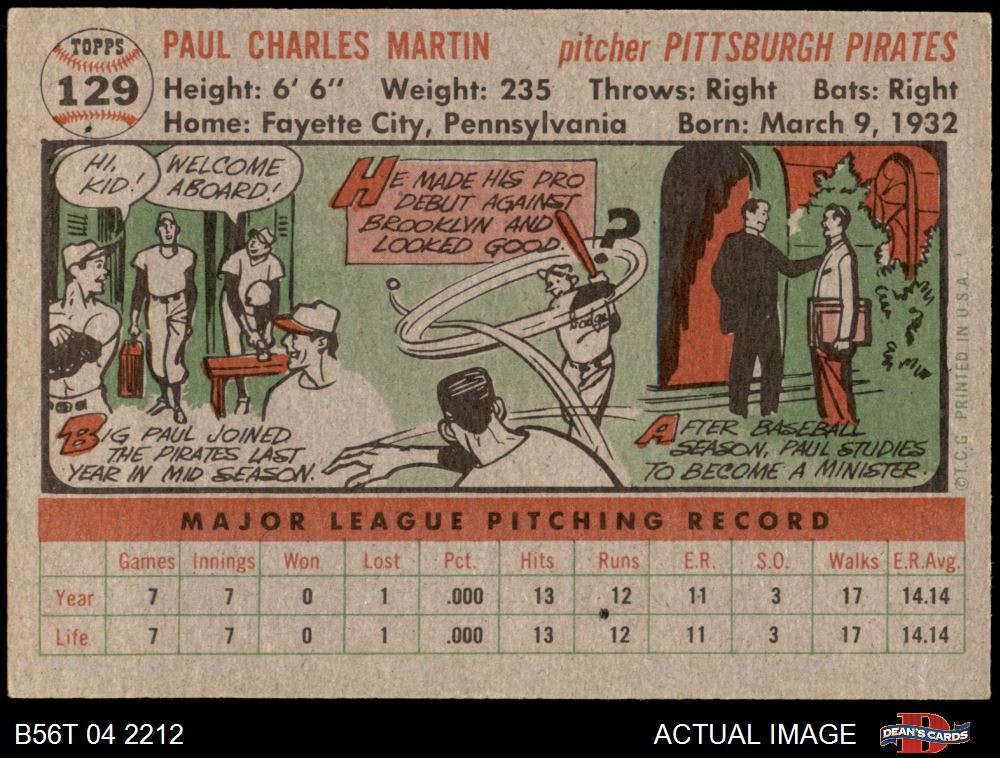 TOPPS
129
PAUL CHARLES MARTIN pitcher PITTSBURGH PIRATES
Height: 6' 6" Weight: 235 Throws: Right Bats: Right
Home: Fayette City, Pennsylvania Born: March 9, 1932
HI, KID!
WELCOME ABOARD!
BIG PAUL JOINED
THE PIRATES LAST
YEAR IN MID SEASON.
HE MADE HIS PRO
DEBUT AGAINST
BROOKLYN AND
LOOKED GOOD.
?
Dodgers
AFTER BASEBALL
SEASON, PAUL STUDIES
TO BECOME A MINISTER.
©T.C.G. PRINTED IN U.S.A.
MAJOR LEAGUE PITCHING RECORD
Games Innings Won Lost Pct. Hits Runs E.R. S.O. Walks E.R.Avg.
Year 7 7 0 1 .000 13 12 11 3 17 14.14
Life 7 7 0 1 .000 13 12 11 3 17 14.14
B56T 04 2212 ACTUAL IMAGE DEAN'S CARDS